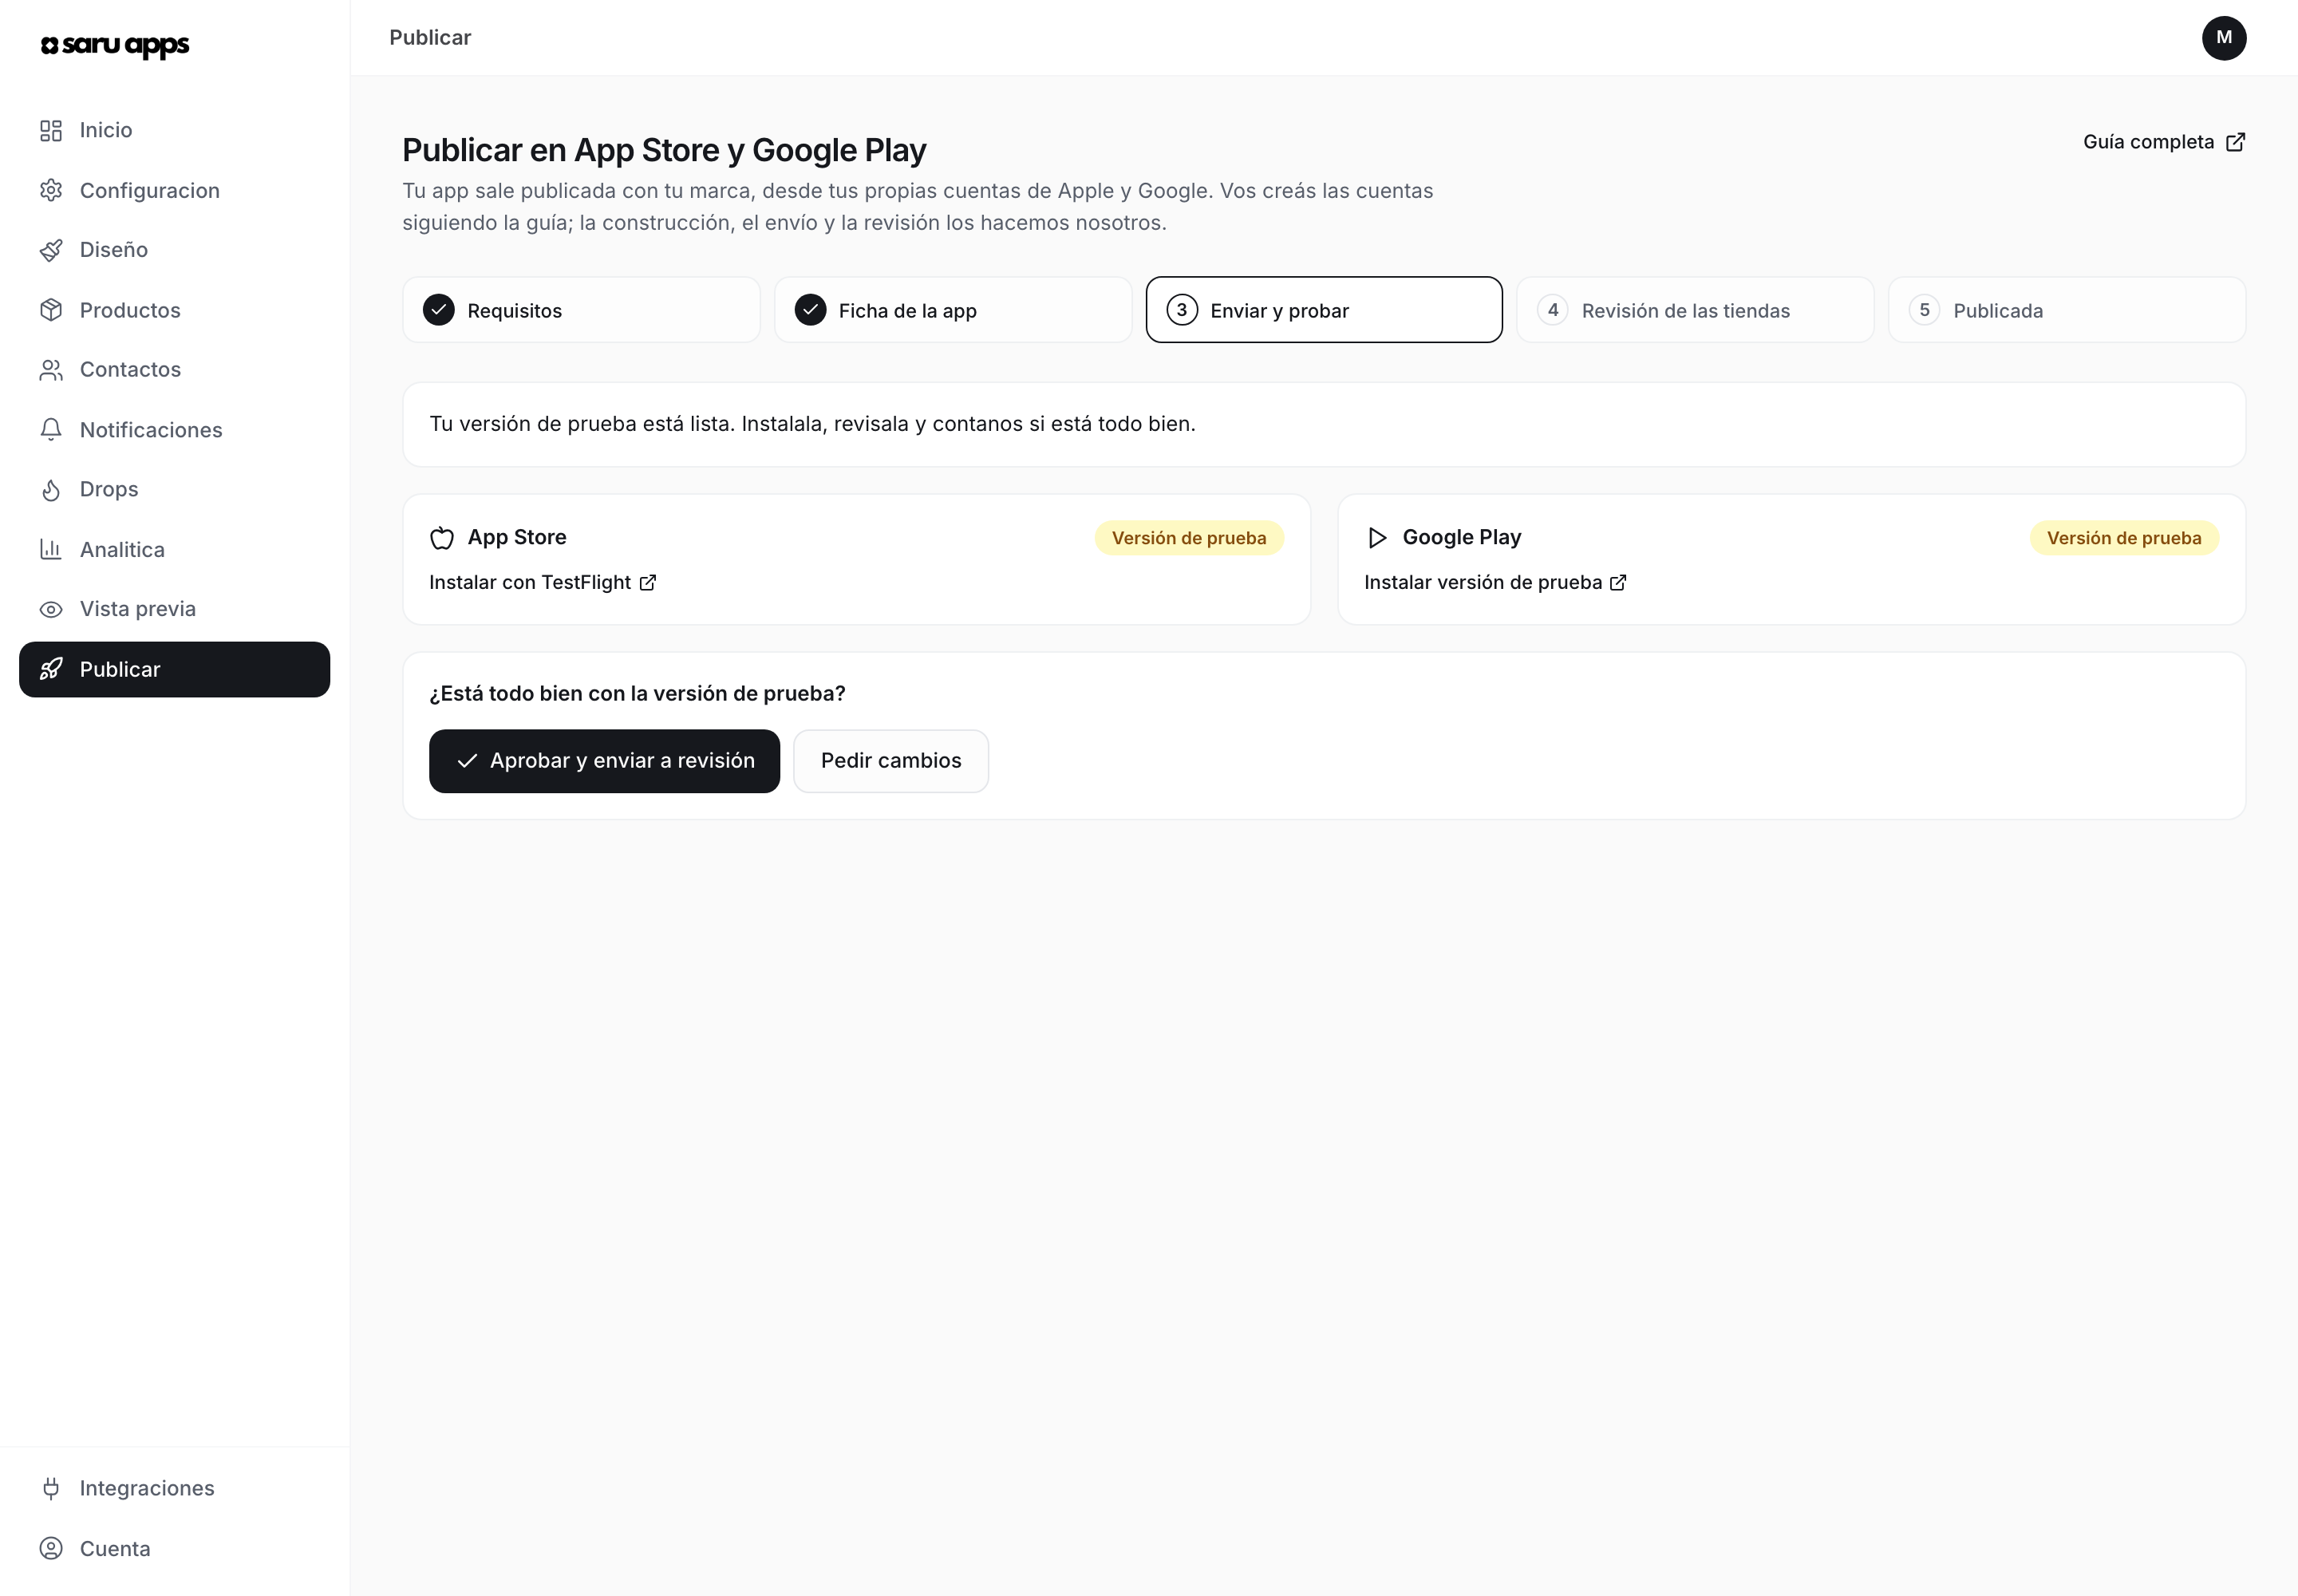 saru apps
Publicar
M
Inicio
Configuracion
Diseño
Productos
Contactos
Notificaciones
Drops
Analitica
Vista previa
Publicar
Integraciones
Cuenta
Publicar en App Store y Google Play
Guía completa
Tu app sale publicada con tu marca, desde tus propias cuentas de Apple y Google. Vos creás las cuentas
siguiendo la guía; la construcción, el envío y la revisión los hacemos nosotros.
Requisitos
Ficha de la app
3 Enviar y probar
4 Revisión de las tiendas
5 Publicada
Tu versión de prueba está lista. Instalala, revisala y contanos si está todo bien.
App Store
Versión de prueba
Instalar con TestFlight
Google Play
Versión de prueba
Instalar versión de prueba
¿Está todo bien con la versión de prueba?
Aprobar y enviar a revisión
Pedir cambios